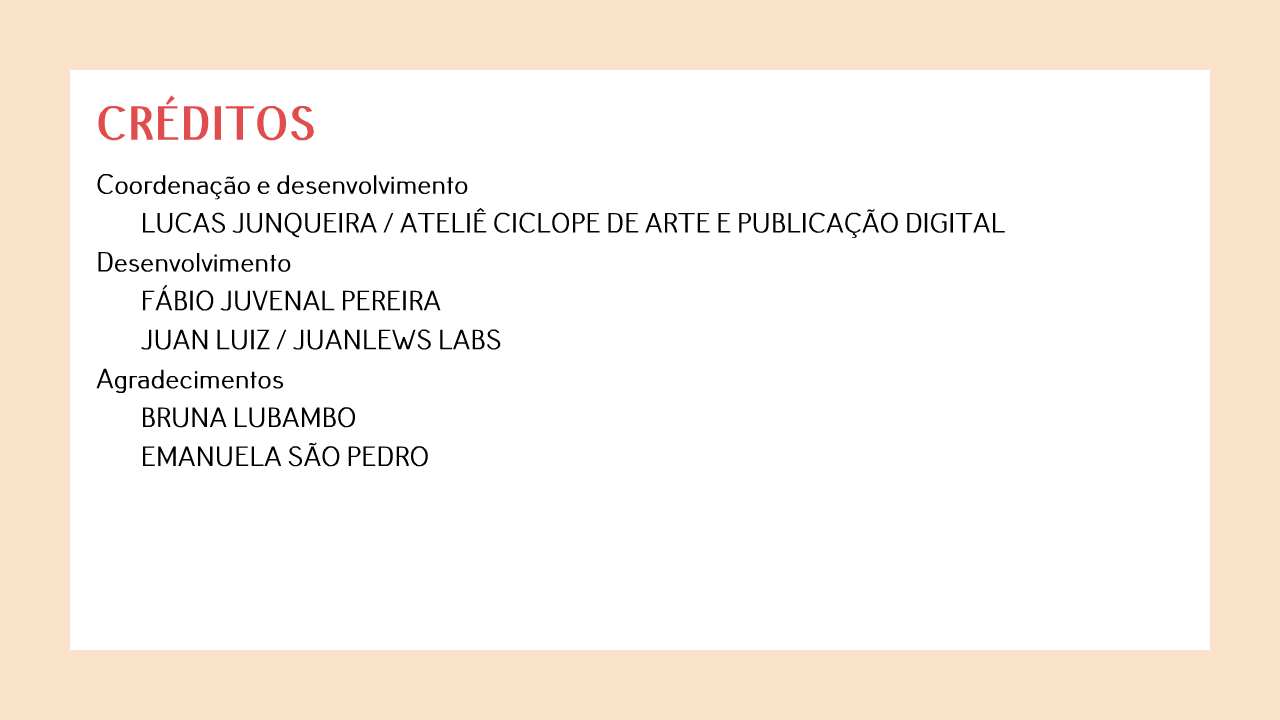 CRÉDITOS
Coordenação e desenvolvimento
LUCAS JUNQUEIRA / ATELIÊ CICLOPE DE ARTE E PUBLICAÇÃO DIGITAL
Desenvolvimento
FÁBIO JUVENAL PEREIRA
JUAN LUIZ / JUANLEWS LABS
Agradecimentos
BRUNA LUBAMBO
EMANUELA SÃO PEDRO